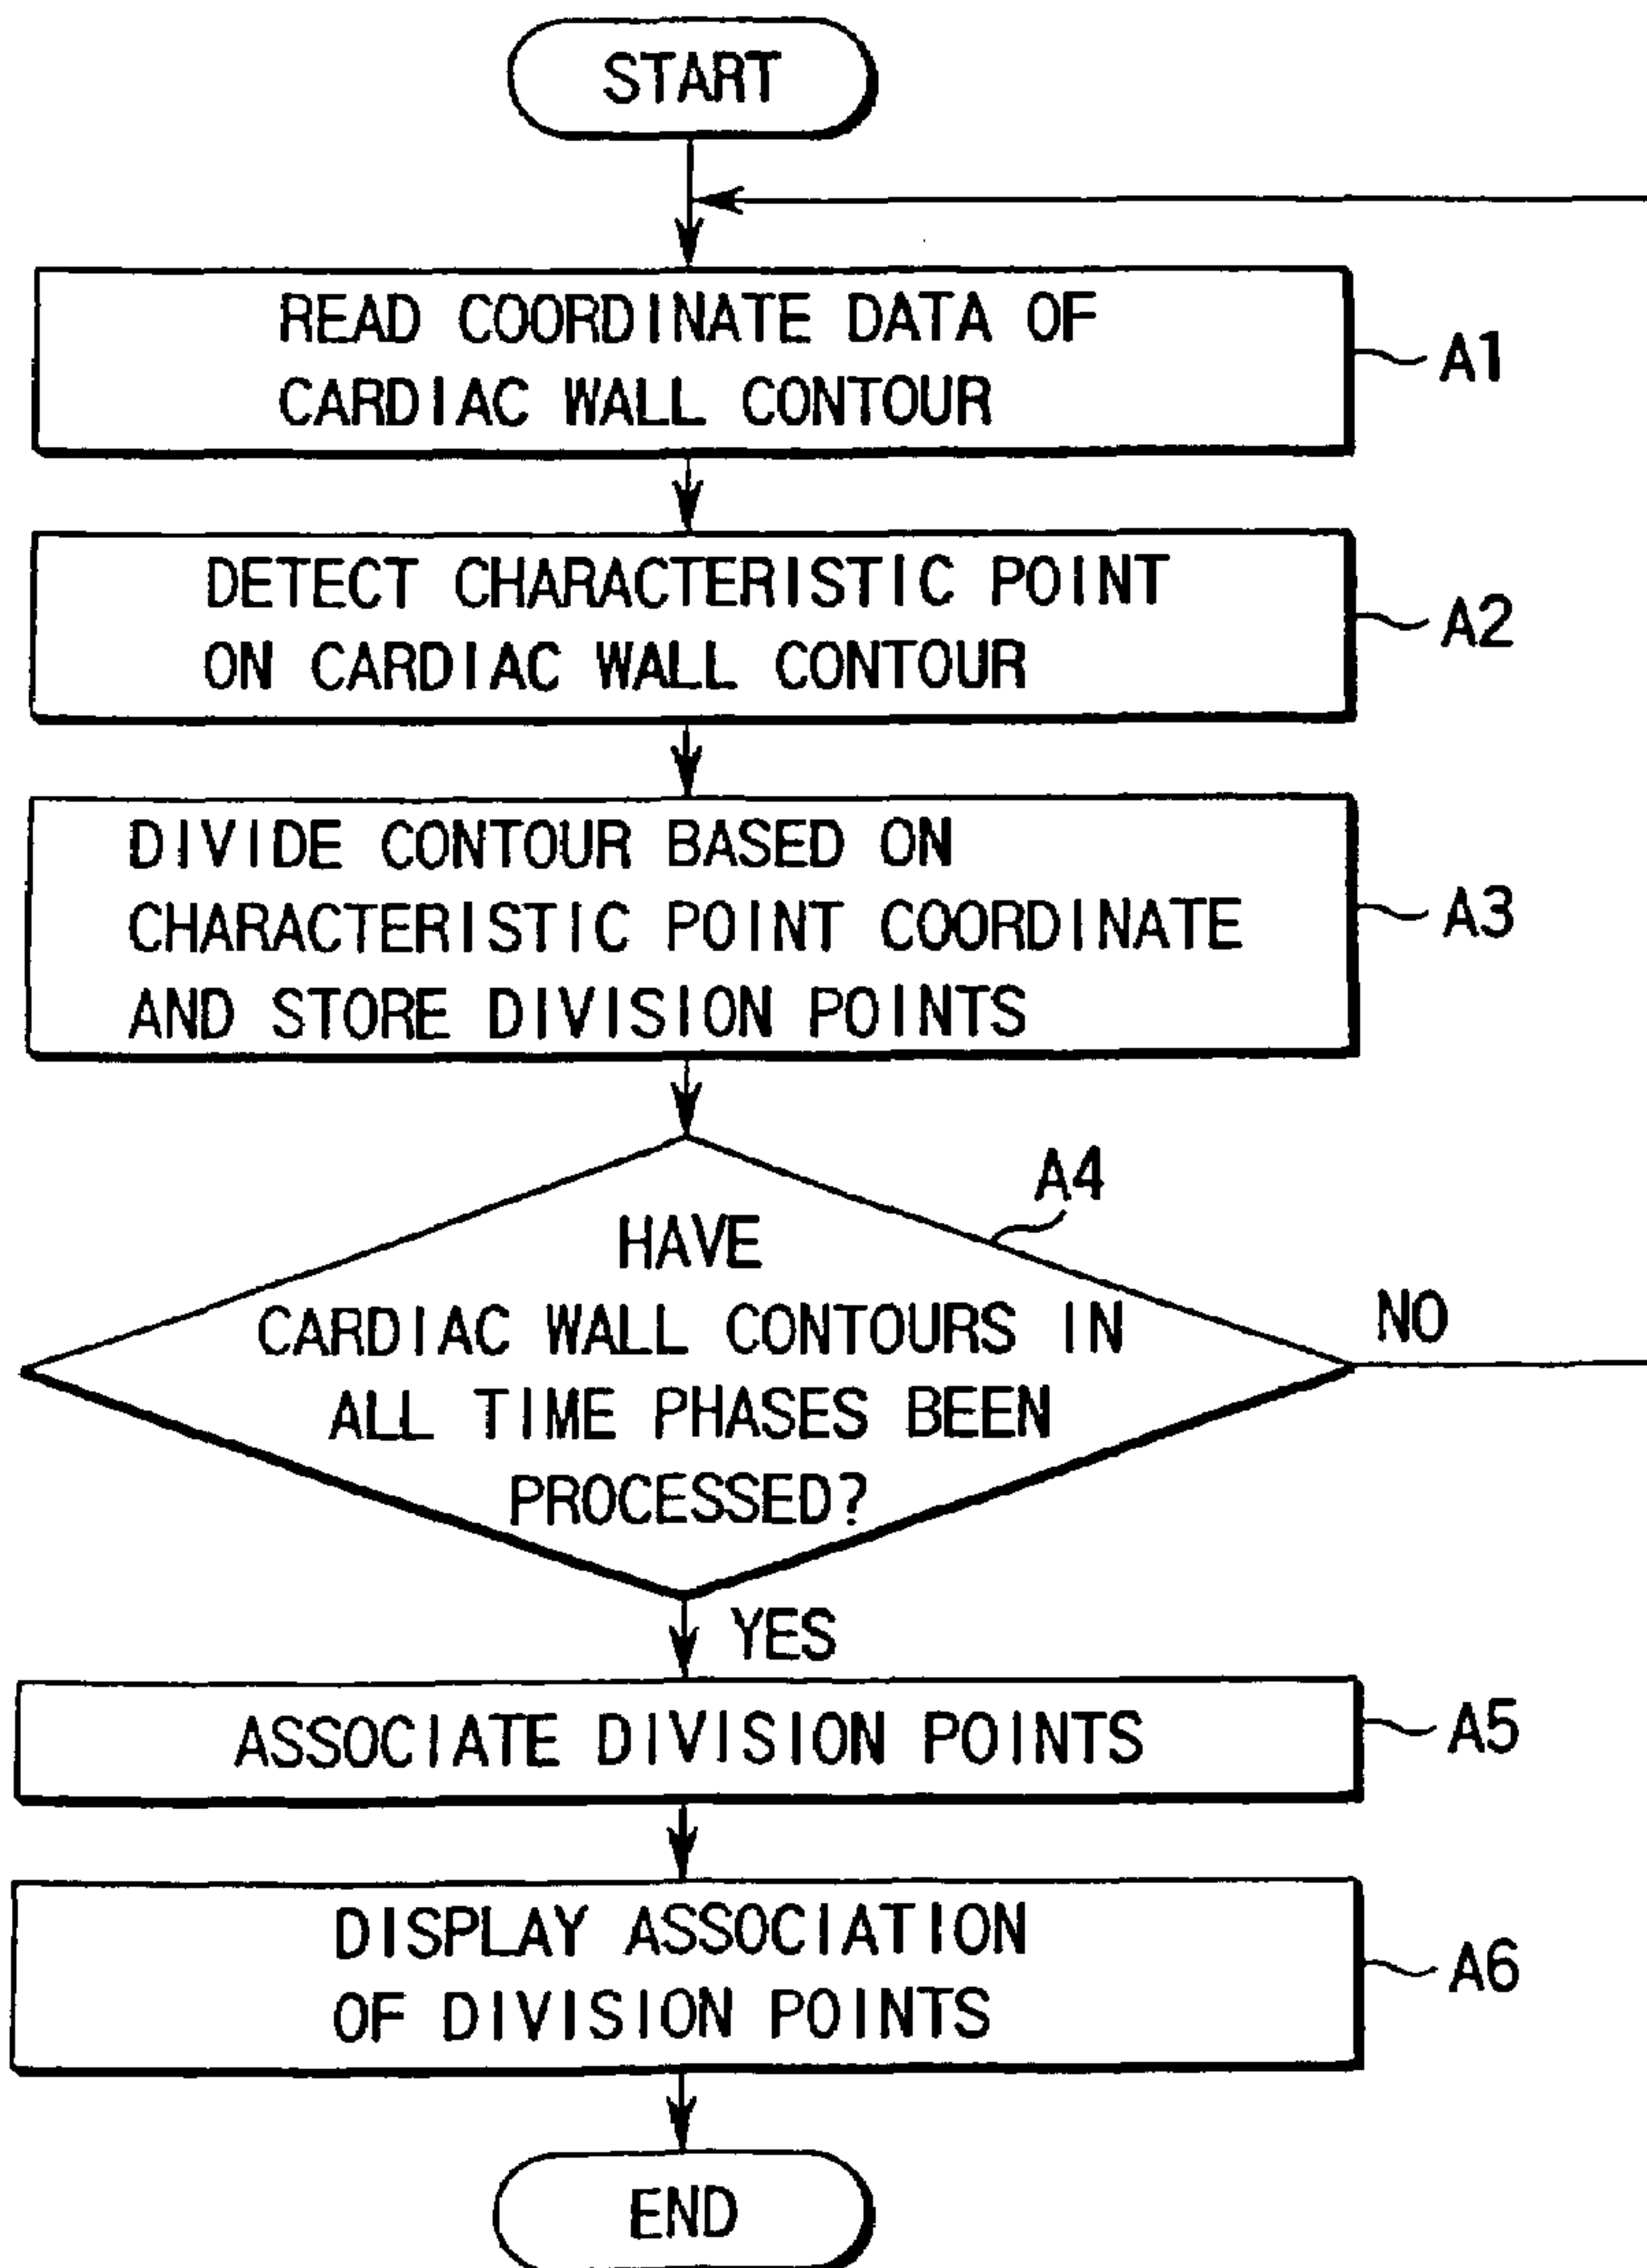 START
READ COORDINATE DATA OF
CARDIAC WALL CONTOUR
A1
DETECT CHARACTERISTIC POINT
ON CARDIAC WALL CONTOUR
A2
DIVIDE CONTOUR BASED ON
CHARACTERISTIC POINT COORDINATE
AND STORE DIVISION POINTS
A3
A4
HAVE
CARDIAC WALL CONTOURS IN
ALL TIME PHASES BEEN
PROCESSED?
NO
YES
ASSOCIATE DIVISION POINTS
A5
DISPLAY ASSOCIATION
OF DIVISION POINTS
A6
END